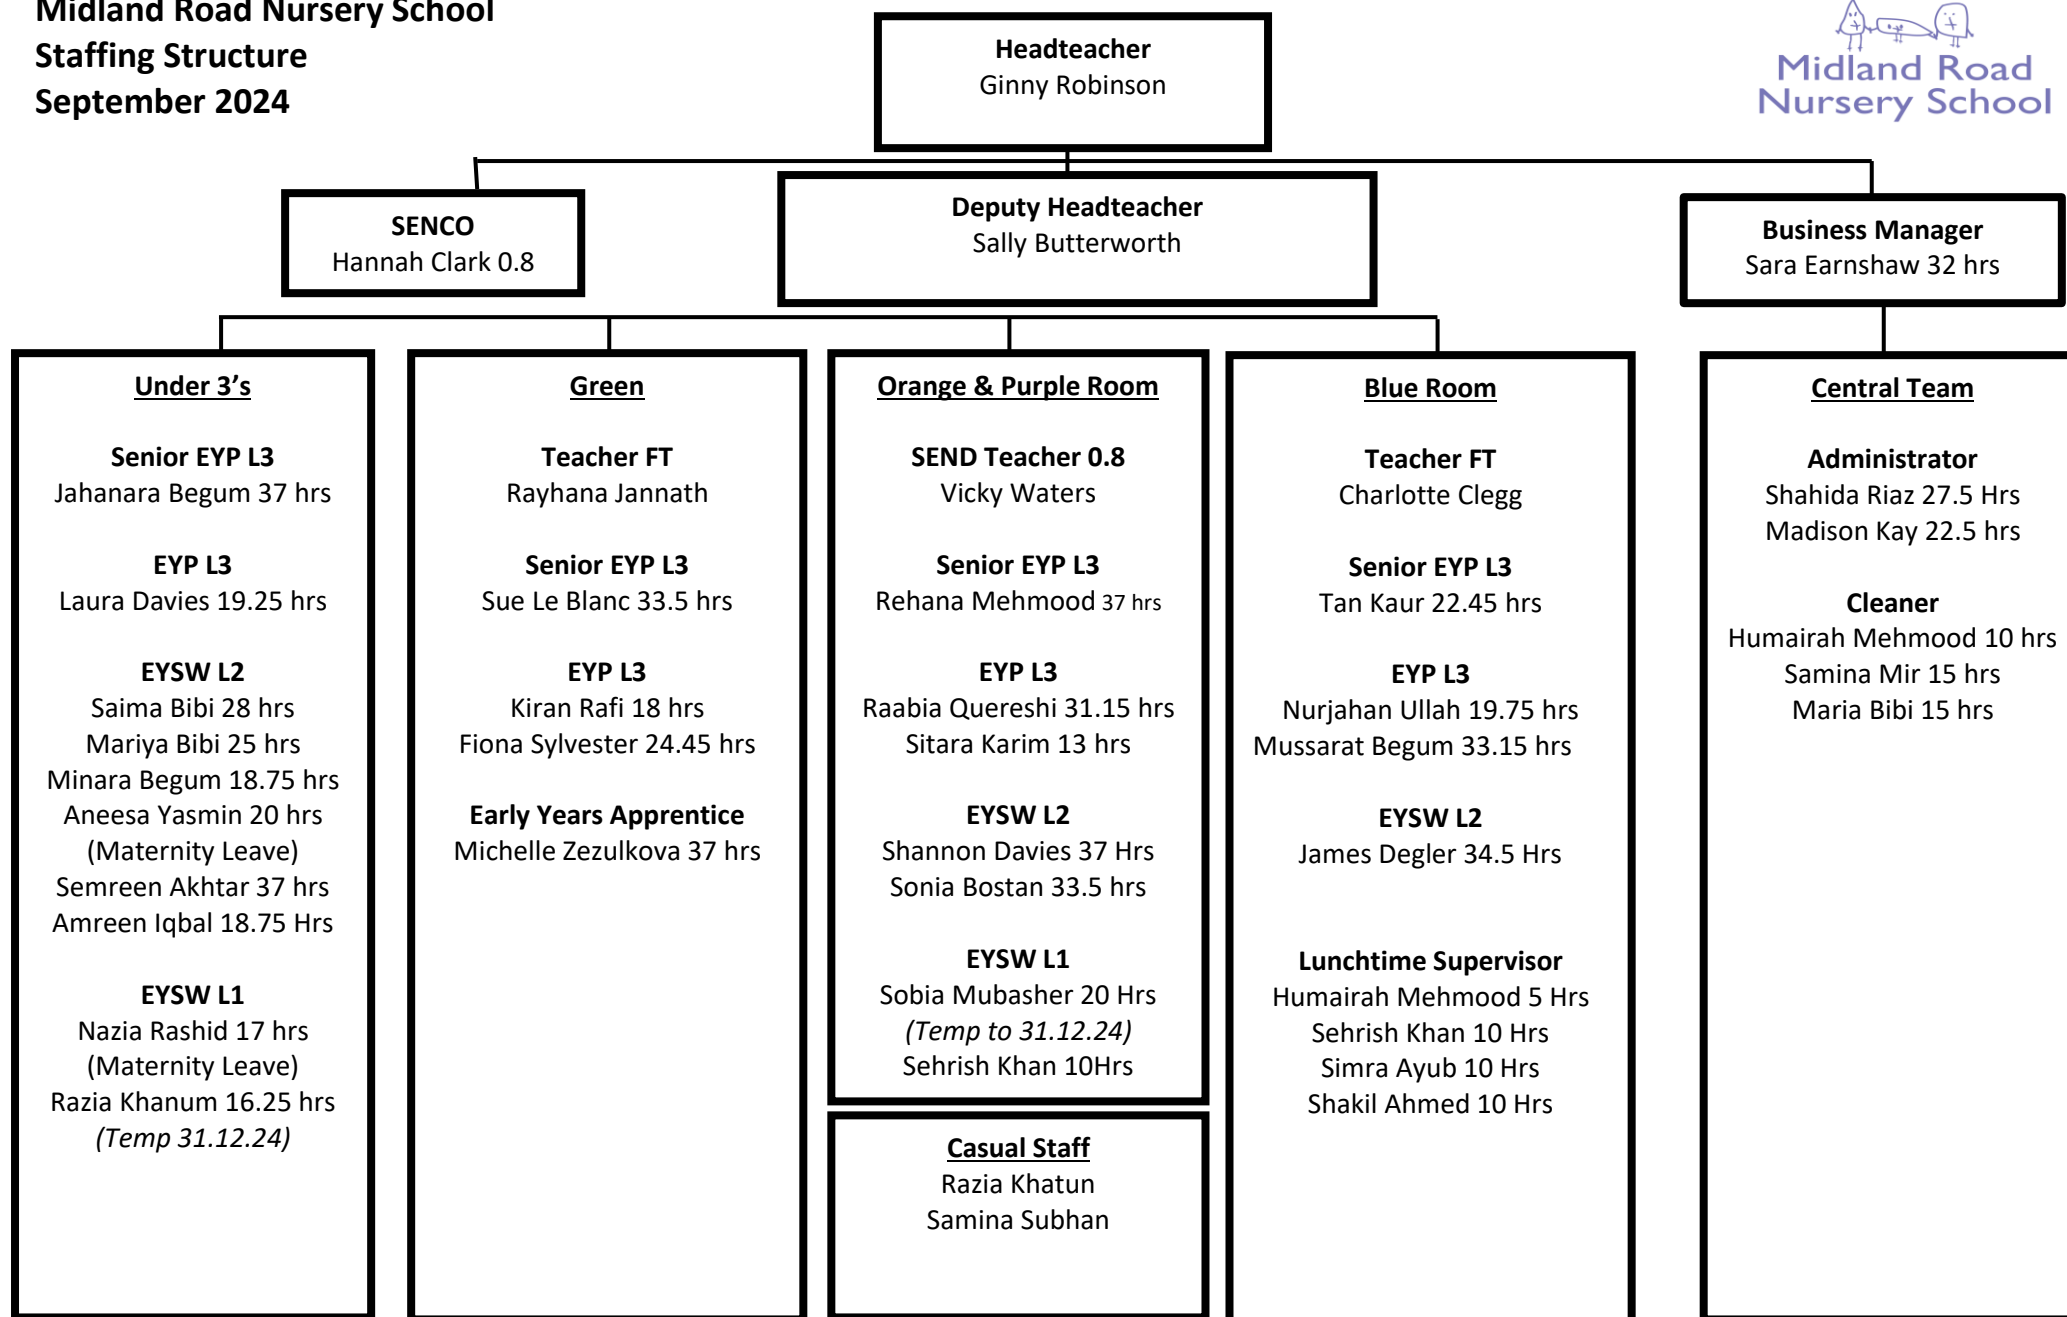 Midland Road Nursery School
Staffing Structure
September 2024
Headteacher
Ginny Robinson
Midland Road
Nursery School
SENCO
Hannah Clark 0.8
Deputy Headteacher
Sally Butterworth
Business Manager
Sara Earnshaw 32 hrs
Under 3’s
Senior EYP L3
Jahanara Begum 37 hrs
EYP L3
Laura Davies 19.25 hrs
EYSW L2
Saima Bibi 28 hrs
Mariya Bibi 25 hrs
Minara Begum 18.75 hrs
Aneesa Yasmin 20 hrs
(Maternity Leave)
Semreen Akhtar 37 hrs
Amreen Iqbal 18.75 Hrs
EYSW L1
Nazia Rashid 17 hrs
(Maternity Leave)
Razia Khanum 16.25 hrs
(Temp 31.12.24)
Green
Teacher FT
Rayhana Jannath
Senior EYP L3
Sue Le Blanc 33.5 hrs
EYP L3
Kiran Rafi 18 hrs
Fiona Sylvester 24.45 hrs
Early Years Apprentice
Michelle Zezulkova 37 hrs
Orange & Purple Room
SEND Teacher 0.8
Vicky Waters
Senior EYP L3
Rehana Mehmood 37 hrs
EYP L3
Raabia Quereshi 31.15 hrs
Sitara Karim 13 hrs
EYSW L2
Shannon Davies 37 Hrs
Sonia Bostan 33.5 hrs
EYSW L1
Sobia Mubasher 20 Hrs
(Temp to 31.12.24)
Sehrish Khan 10Hrs
Casual Staff
Razia Khatun
Samina Subhan
Blue Room
Teacher FT
Charlotte Clegg
Senior EYP L3
Tan Kaur 22.45 hrs
EYP L3
Nurjahan Ullah 19.75 hrs
Mussarat Begum 33.15 hrs
EYSW L2
James Degler 34.5 Hrs
Lunchtime Supervisor
Humairah Mehmood 5 Hrs
Sehrish Khan 10 Hrs
Simra Ayub 10 Hrs
Shakil Ahmed 10 Hrs
Central Team
Administrator
Shahida Riaz 27.5 Hrs
Madison Kay 22.5 hrs
Cleaner
Humairah Mehmood 10 hrs
Samina Mir 15 hrs
Maria Bibi 15 hrs